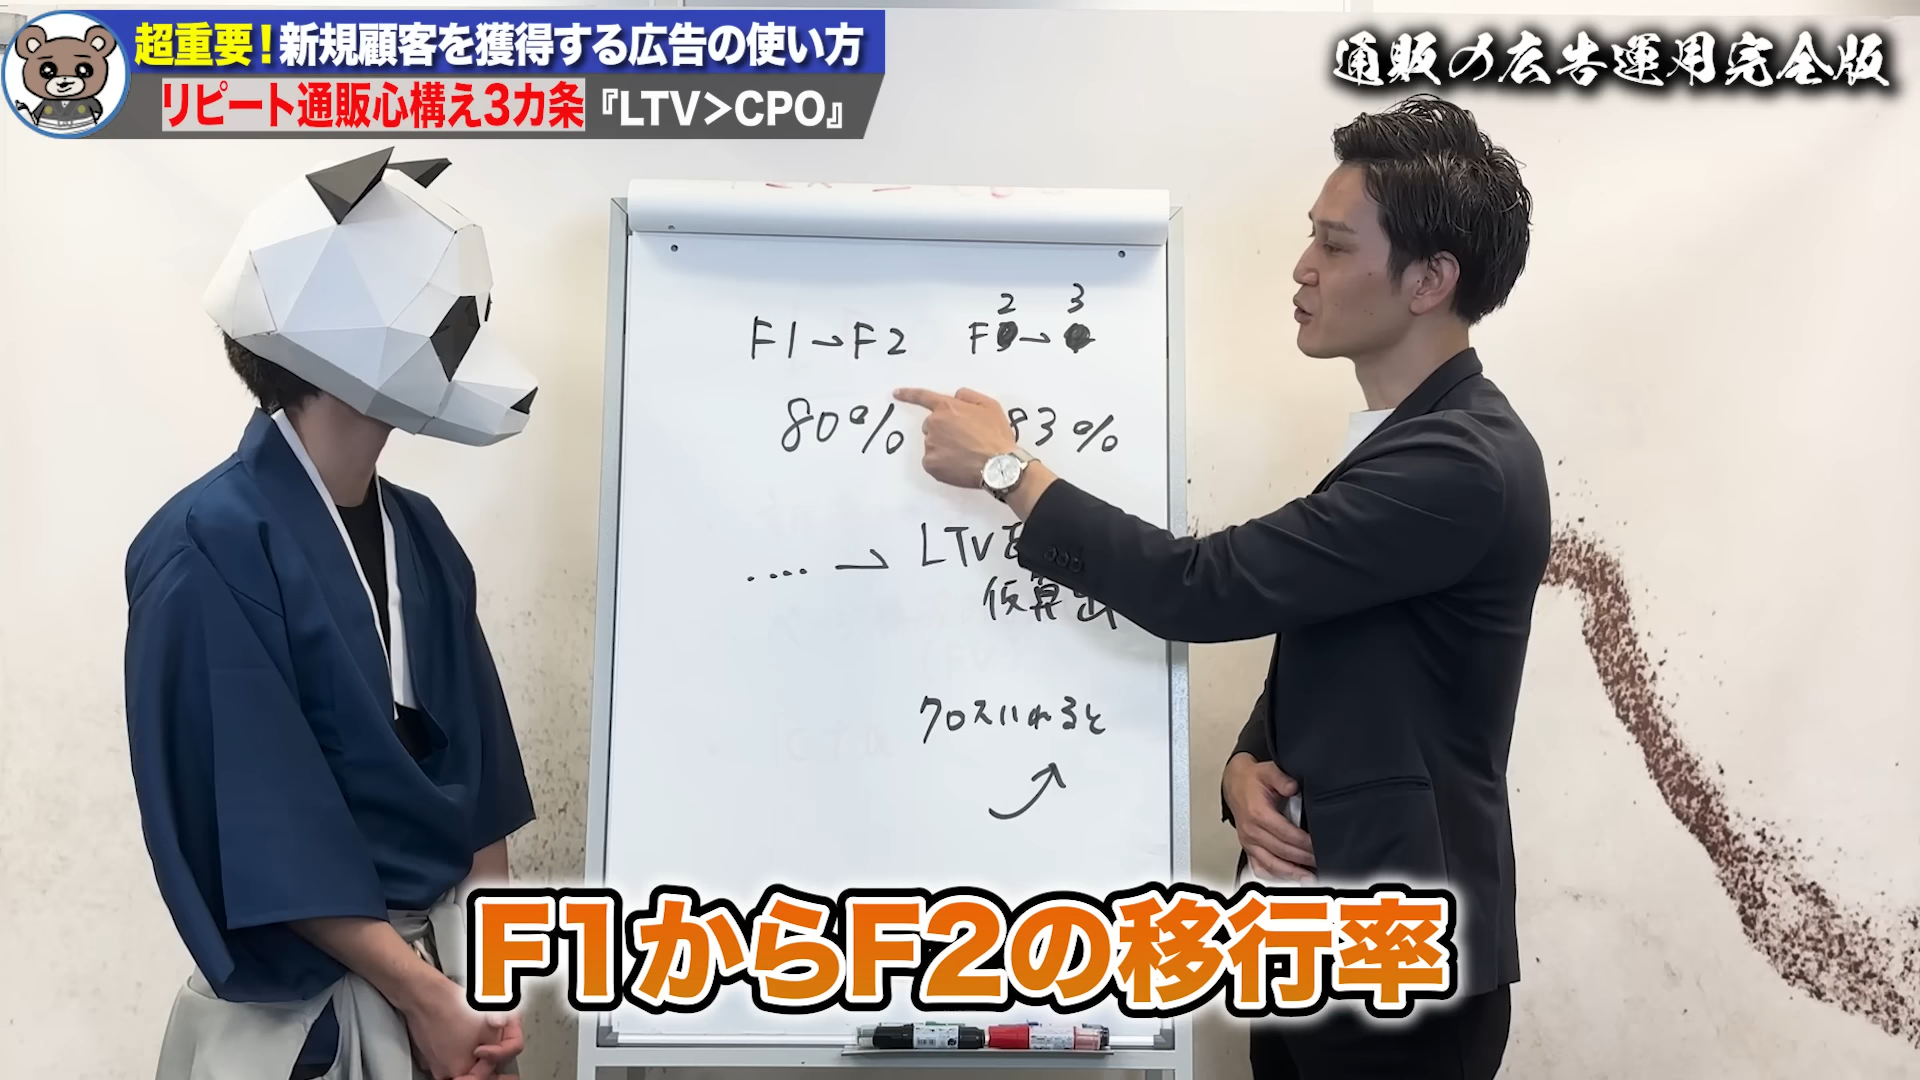 超重要！新規顧客を獲得する広告の使い方
リピート通販心構え3カ条『LTV>CPO』
通販の広告運用完全版
F1→F2
2 3
F →
80%
83%
.... → LTV
仮算出
クロスいれると
F1からF2の移行率